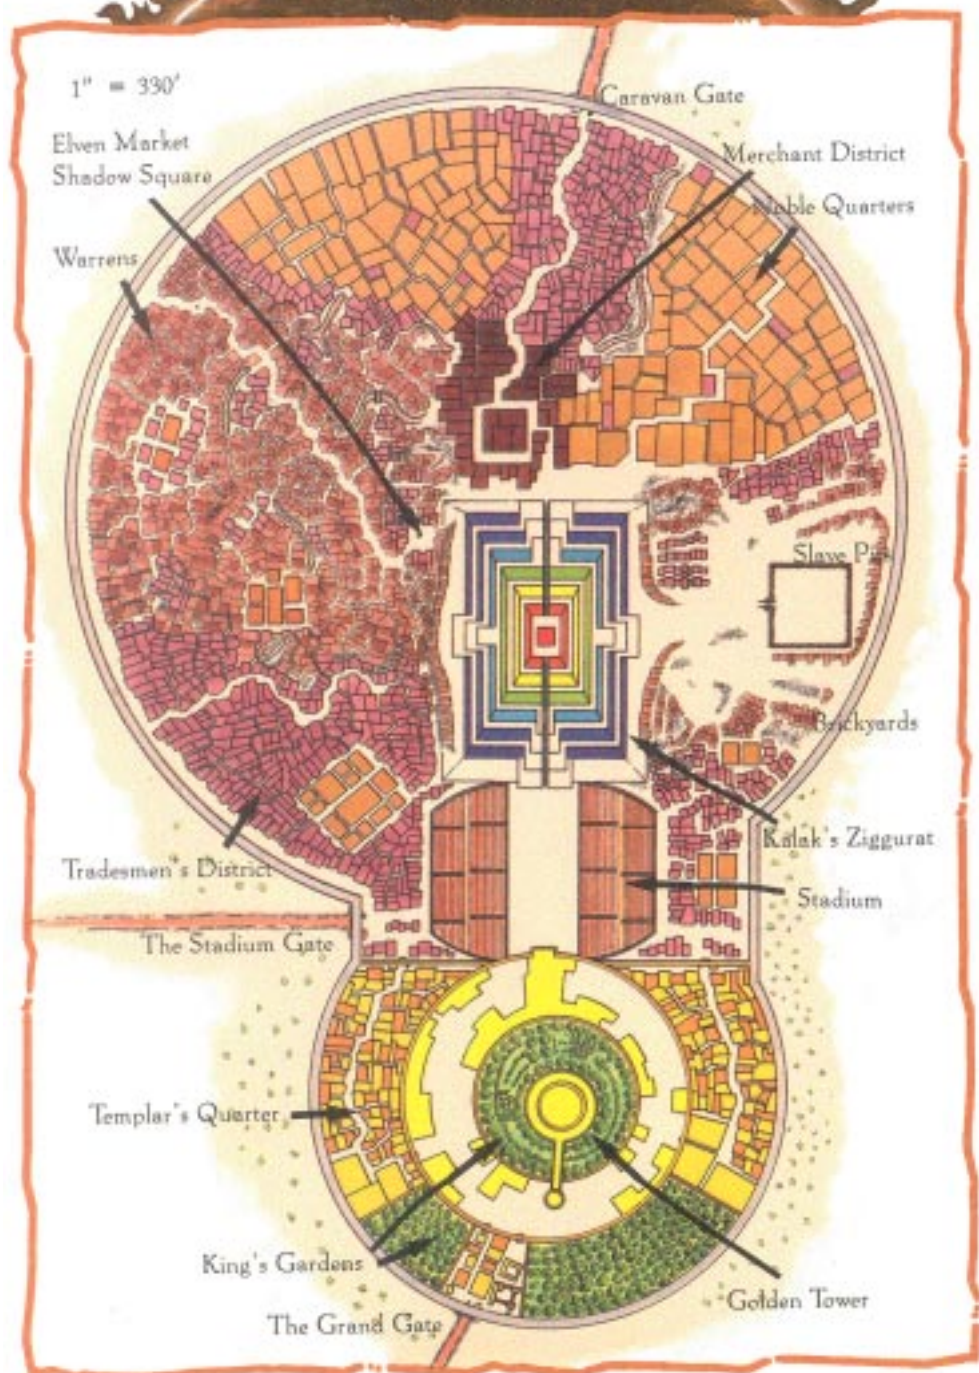 1" = 330'
Caravan Gate
Elven Market
Shadow Square
Merchant District
Noble Quarters
Warrens
Slave Pits
Brickyards
Kalak's Ziggurat
Tradesmen's District
Stadium
The Stadium Gate
Templar's Quarter
King's Gardens
Golden Tower
The Grand Gate